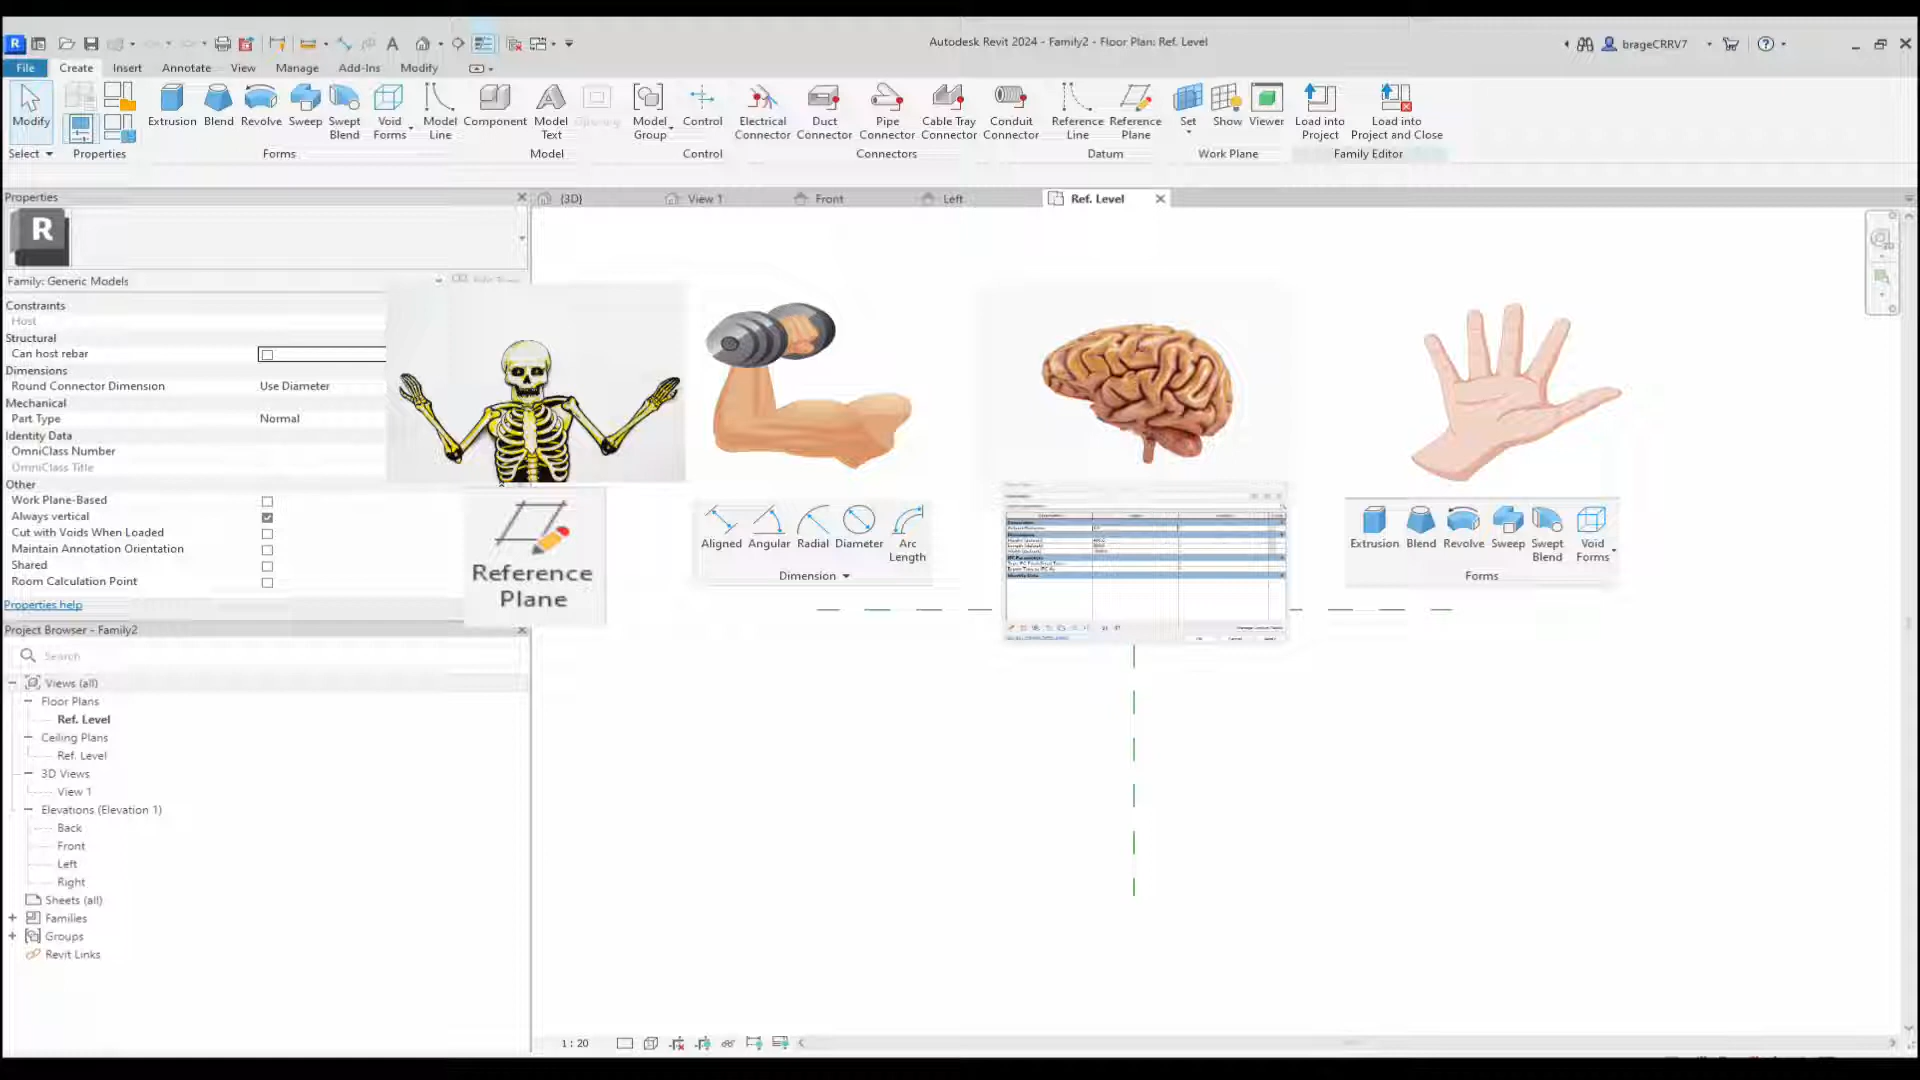 Autodesk Revit 2024 - Family2 - Floor Plan: Ref. Level
brageCRRV7
File Create Insert Annotate View Manage Add-Ins Modify
Modify
Extrusion Blend Revolve Sweep Swept Blend Void Forms
Model Line Component Model Text Opening
Model Group Control
Electrical Connector Duct Connector Pipe Connector Cable Tray Connector Conduit Connector
Reference Line Reference Plane
Set Show Viewer
Load into Project Load into Project and Close
Select Properties Forms Model Control Connectors Datum Work Plane Family Editor
Properties
(3D) View 1 Front Left Ref. Level
R
Family: Generic Models
Constraints
Host
Structural
Can host rebar
Dimensions
Round Connector Dimension Use Diameter
Mechanical
Part Type Normal
Identity Data
OmniClass Number
OmniClass Title
Other
Work Plane-Based
Always vertical
Cut with Voids When Loaded
Maintain Annotation Orientation
Shared
Room Calculation Point
Properties help
Reference
Plane
Aligned Angular Radial Diameter Arc Length
Dimension
Extrusion Blend Revolve Sweep Swept Blend Void Forms
Forms
Project Browser - Family2
Search
Views (all)
Floor Plans
Ref. Level
Ceiling Plans
Ref. Level
3D Views
View 1
Elevations (Elevation 1)
Back
Front
Left
Right
Sheets (all)
Families
Groups
Revit Links
1 : 20